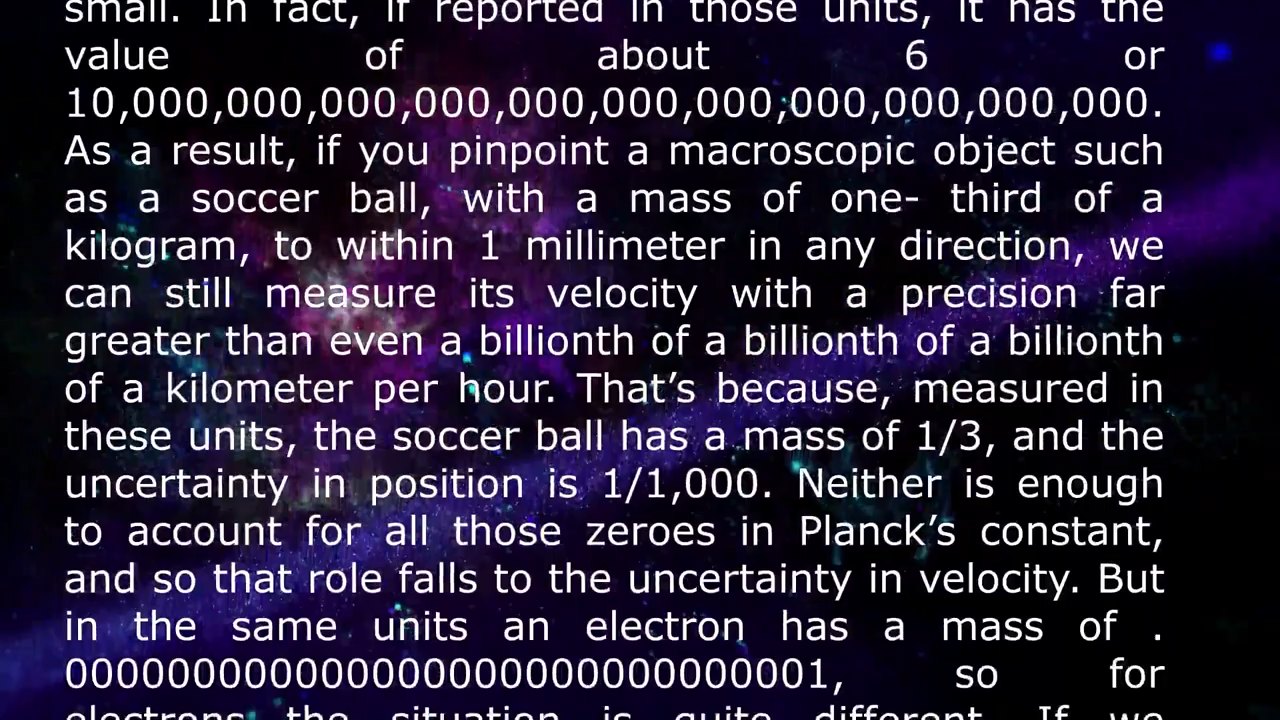 small. In fact, if reported in those units, it has the
value of about 6 or
10,000,000,000,000,000,000,000,000,000,000,000.
As a result, if you pinpoint a macroscopic object such
as a soccer ball, with a mass of one- third of a
kilogram, to within 1 millimeter in any direction, we
can still measure its velocity with a precision far
greater than even a billionth of a billionth of a billionth
of a kilometer per hour. That’s because, measured in
these units, the soccer ball has a mass of 1/3, and the
uncertainty in position is 1/1,000. Neither is enough
to account for all those zeroes in Planck’s constant,
and so that role falls to the uncertainty in velocity. But
in the same units an electron has a mass of .
00000000000000000000000000001, so for
electrons the situation is quite different. If we